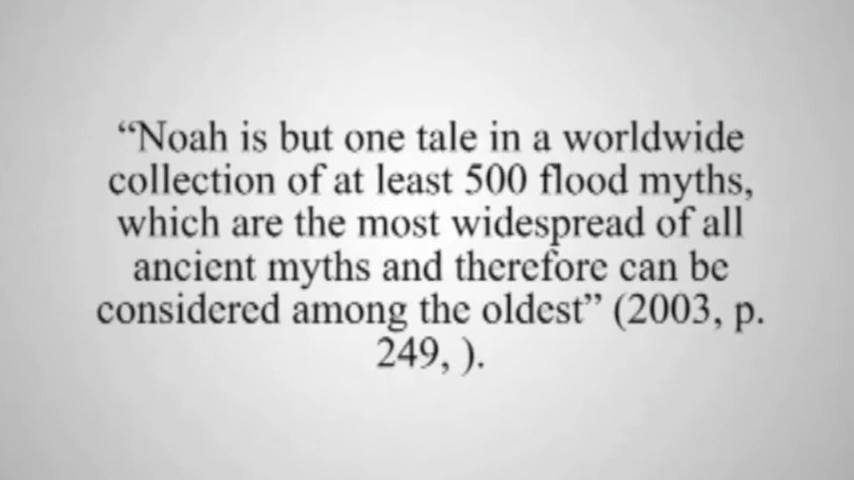 “Noah is but one tale in a worldwide
collection of at least 500 flood myths,
which are the most widespread of all
ancient myths and therefore can be
considered among the oldest” (2003, p.
249, ).